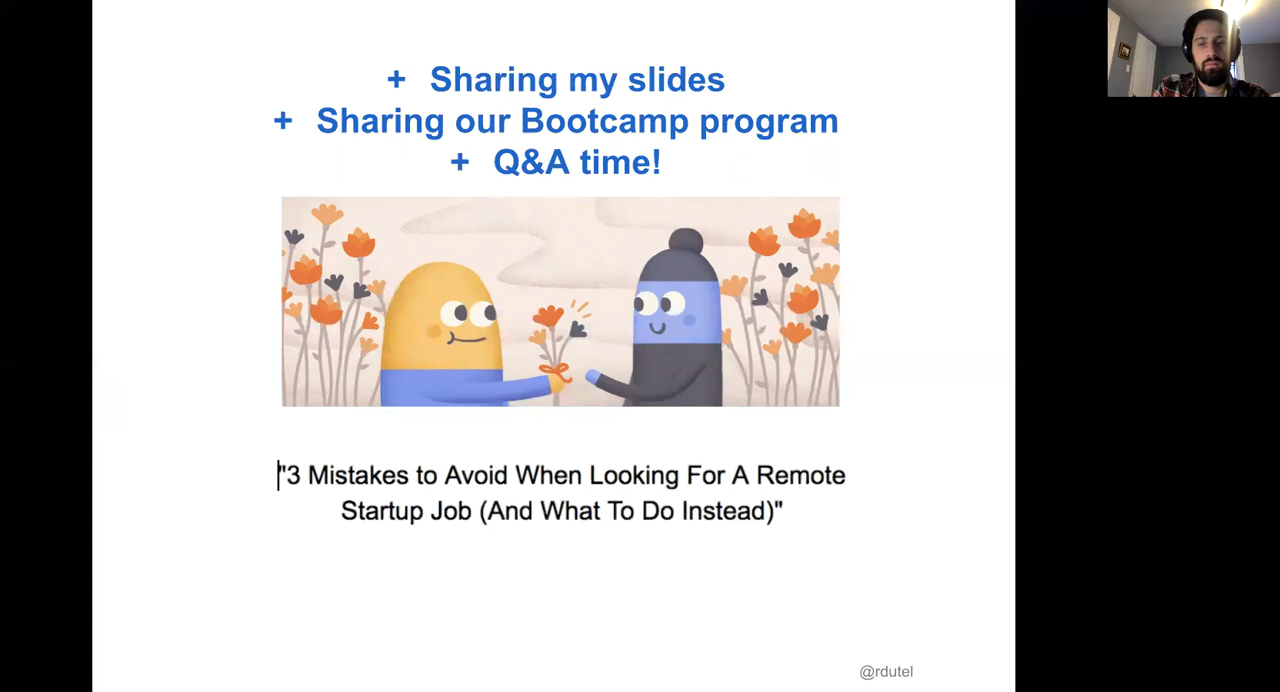 + Sharing my slides
+ Sharing our Bootcamp program
+ Q&A time!
"3 Mistakes to Avoid When Looking For A Remote
Startup Job (And What To Do Instead)"
@rdutel